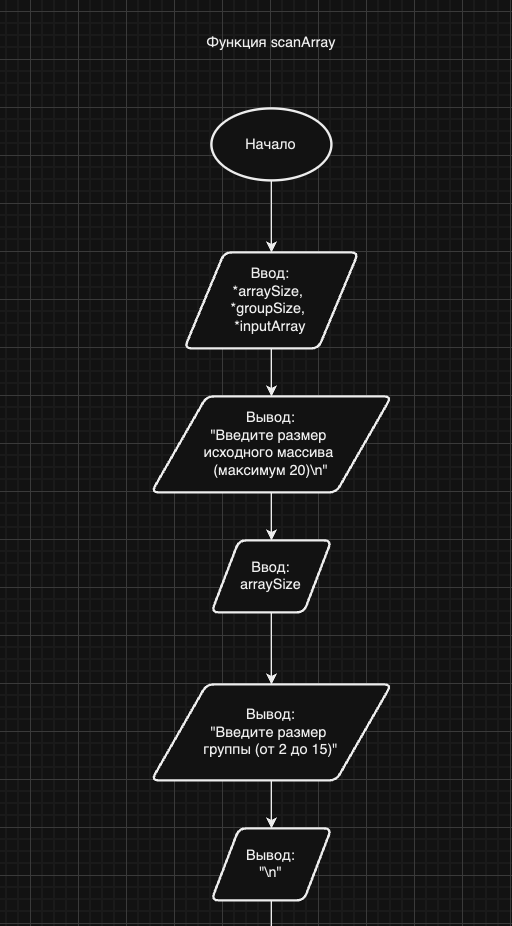 Функция scanArray
Начало
Ввод:
*arraySize,
*groupSize,
*inputArray
Вывод:
"Введите размер
исходного массива
(максимум 20)\n"
Ввод:
arraySize
Вывод:
"Введите размер
группы (от 2 до 15)"
Вывод:
"\n"